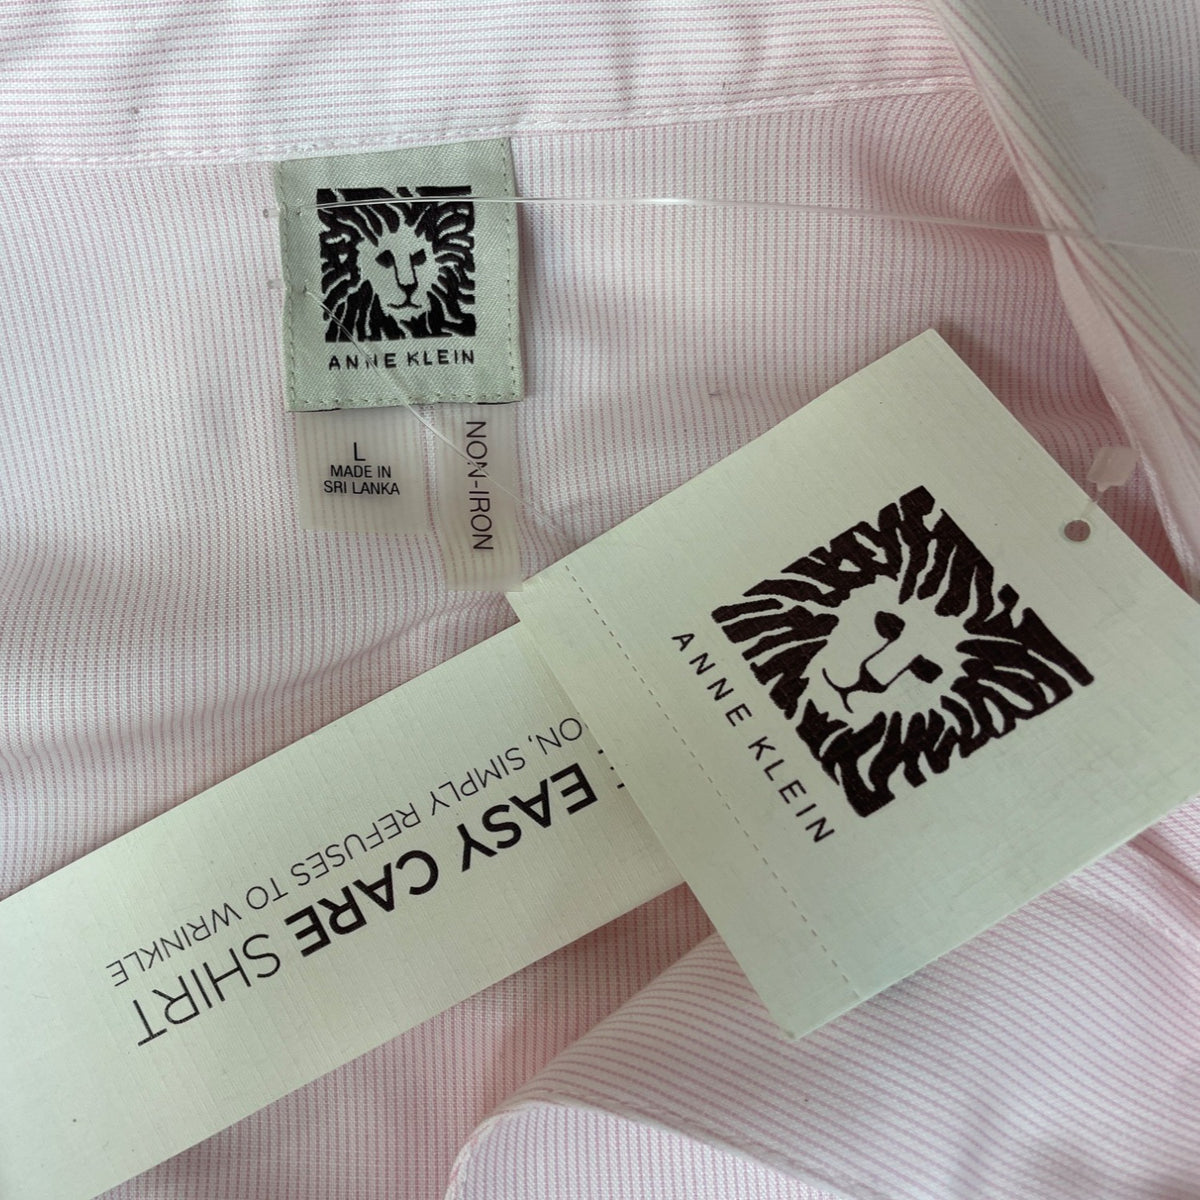 ANNE KLEIN
L
MADE IN
SRI LANKA
NON-IRON
ANNE KLEIN
EASY CARE SHIRT
ON, SIMPLY REFUSES TO WRINKLE